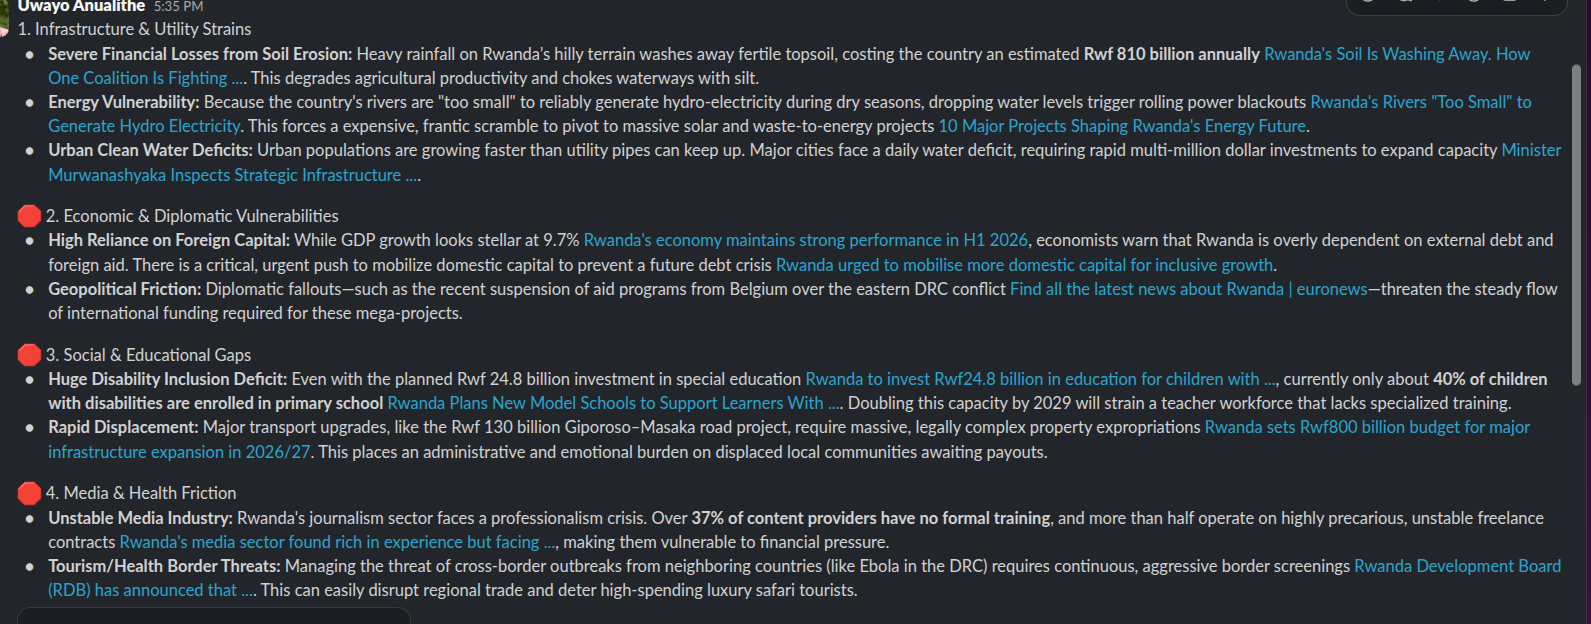 Uwayo Anualithe 5:35 PM
1. Infrastructure & Utility Strains
● Severe Financial Losses from Soil Erosion: Heavy rainfall on Rwanda's hilly terrain washes away fertile topsoil, costing the country an estimated Rwf 810 billion annually Rwanda's Soil Is Washing Away. How
One Coalition Is Fighting .... This degrades agricultural productivity and chokes waterways with silt.
● Energy Vulnerability: Because the country's rivers are "too small" to reliably generate hydro-electricity during dry seasons, dropping water levels trigger rolling power blackouts Rwanda's Rivers "Too Small" to
Generate Hydro Electricity. This forces a expensive, frantic scramble to pivot to massive solar and waste-to-energy projects 10 Major Projects Shaping Rwanda's Energy Future.
● Urban Clean Water Deficits: Urban populations are growing faster than utility pipes can keep up. Major cities face a daily water deficit, requiring rapid multi-million dollar investments to expand capacity Minister
Murwanashyaka Inspects Strategic Infrastructure ....
2. Economic & Diplomatic Vulnerabilities
● High Reliance on Foreign Capital: While GDP growth looks stellar at 9.7% Rwanda's economy maintains strong performance in H1 2026, economists warn that Rwanda is overly dependent on external debt and
foreign aid. There is a critical, urgent push to mobilize domestic capital to prevent a future debt crisis Rwanda urged to mobilise more domestic capital for inclusive growth.
● Geopolitical Friction: Diplomatic fallouts—such as the recent suspension of aid programs from Belgium over the eastern DRC conflict Find all the latest news about Rwanda | euronews—threaten the steady flow
of international funding required for these mega-projects.
3. Social & Educational Gaps
● Huge Disability Inclusion Deficit: Even with the planned Rwf 24.8 billion investment in special education Rwanda to invest Rwf24.8 billion in education for children with ..., currently only about 40% of children
with disabilities are enrolled in primary school Rwanda Plans New Model Schools to Support Learners With .... Doubling this capacity by 2029 will strain a teacher workforce that lacks specialized training.
● Rapid Displacement: Major transport upgrades, like the Rwf 130 billion Giporoso–Masaka road project, require massive, legally complex property expropriations Rwanda sets Rwf800 billion budget for major
infrastructure expansion in 2026/27. This places an administrative and emotional burden on displaced local communities awaiting payouts.
4. Media & Health Friction
● Unstable Media Industry: Rwanda's journalism sector faces a professionalism crisis. Over 37% of content providers have no formal training, and more than half operate on highly precarious, unstable freelance
contracts Rwanda's media sector found rich in experience but facing ..., making them vulnerable to financial pressure.
● Tourism/Health Border Threats: Managing the threat of cross-border outbreaks from neighboring countries (like Ebola in the DRC) requires continuous, aggressive border screenings Rwanda Development Board
(RDB) has announced that .... This can easily disrupt regional trade and deter high-spending luxury safari tourists.